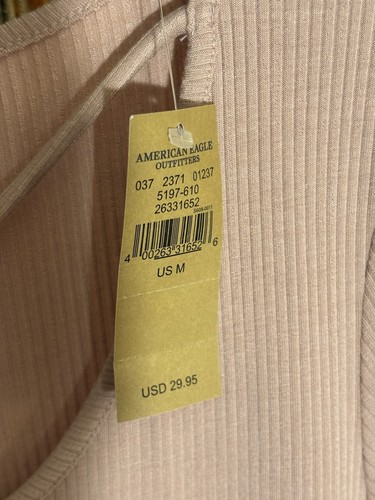 AMERICAN EAGLE
OUTFITTERS
037 2371 01237
5197-610
26331652
4 00263 31652 6
US M
USD 29.95